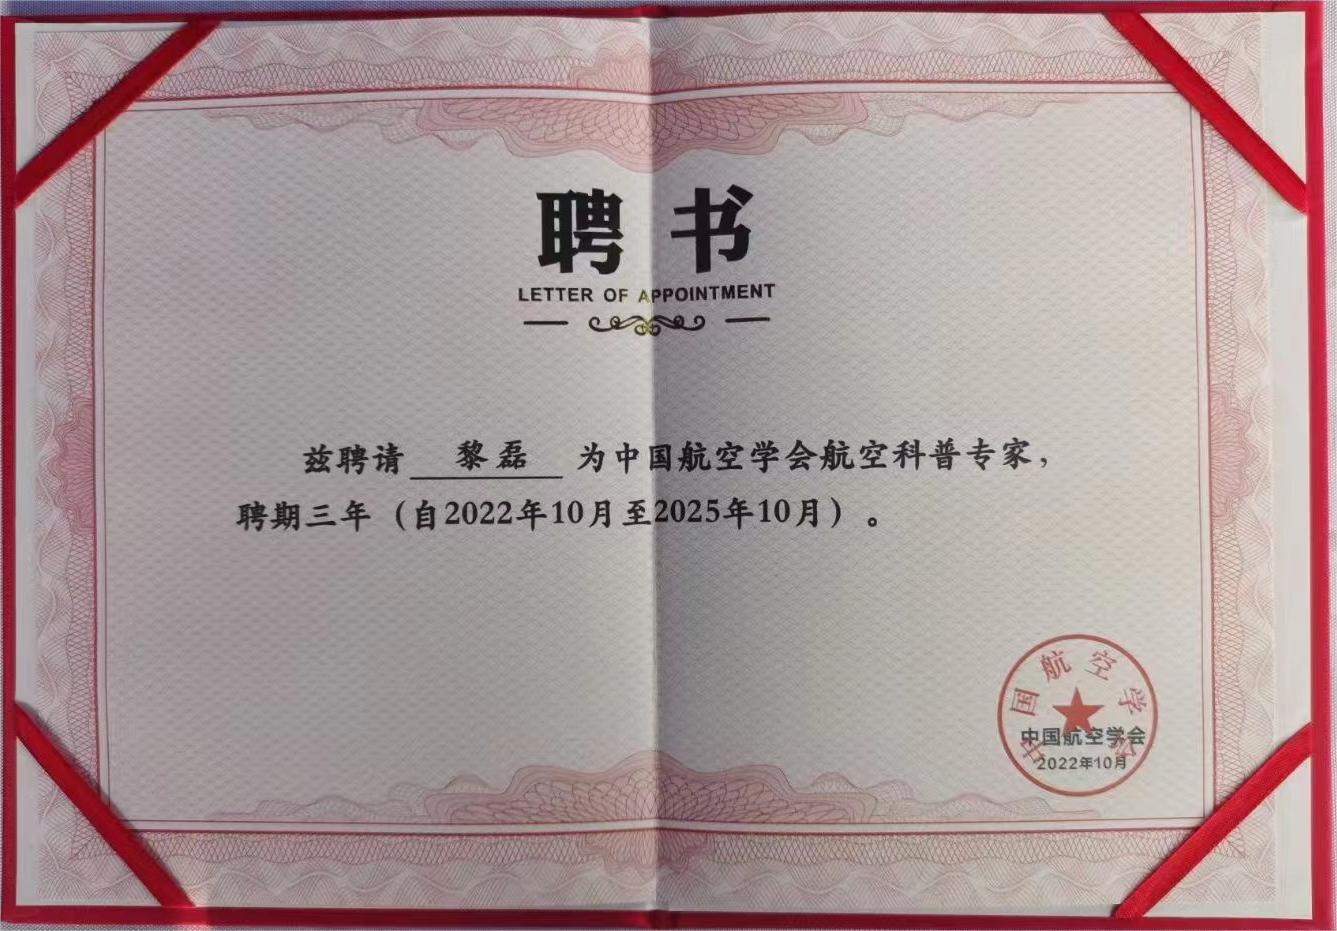 聘书
LETTER OF APPOINTMENT
兹聘请 黎磊 为中国航空学会航空科普专家，
聘期三年（自2022年10月至2025年10月）。
中国航空学会
中国航空学会
2022年10月